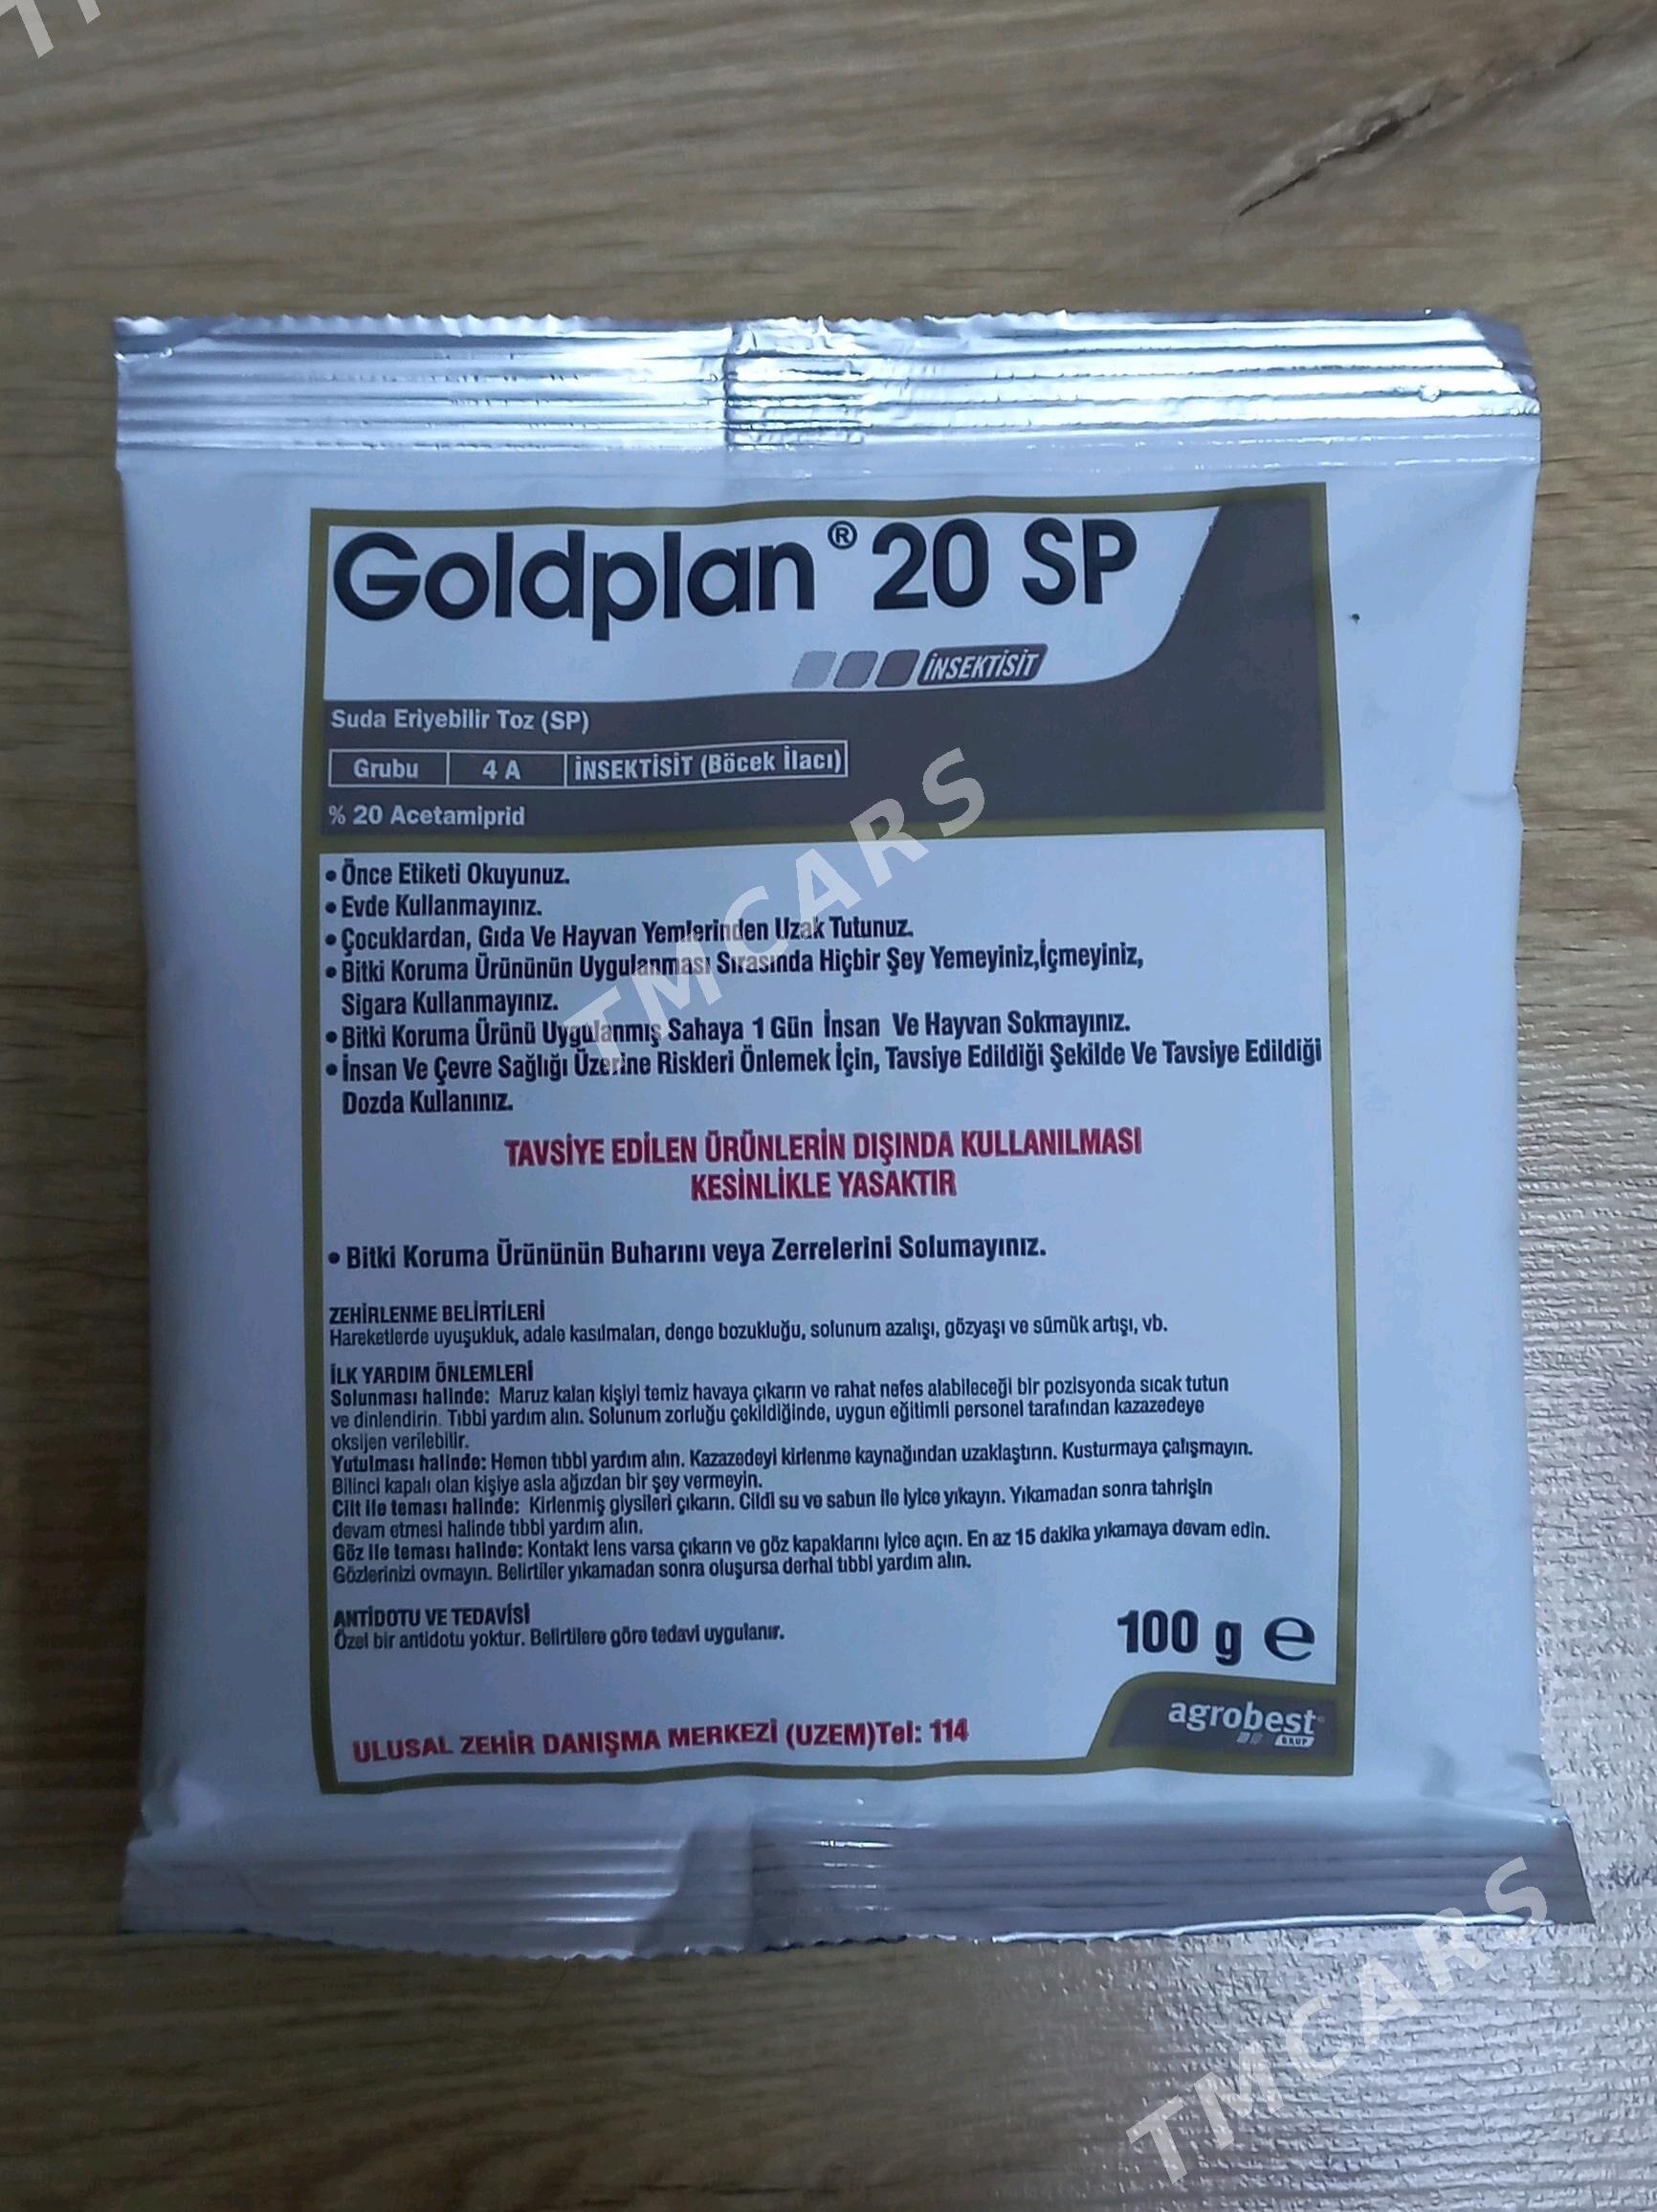 Goldplan® 20 SP
İNSEKTİSİT
Suda Eriyebilir Toz (SP)
Grubu 4 A İNSEKTİSİT (Böcek İlacı)
% 20 Acetamiprid
• Önce Etiketi Okuyunuz.
• Evde Kullanmayınız.
• Çocuklardan, Gıda Ve Hayvan Yemlerinden Uzak Tutunuz.
• Bitki Koruma Ürününün Uygulanması Sırasında Hiçbir Şey Yemeyiniz,İçmeyiniz,
Sigara Kullanmayınız.
• Bitki Koruma Ürünü Uygulanmış Sahaya 1 Gün İnsan Ve Hayvan Sokmayınız.
• İnsan Ve Çevre Sağlığı Üzerine Riskleri Önlemek İçin, Tavsiye Edildiği Şekilde Ve Tavsiye Edildiği
Dozda Kullanınız.
TAVSİYE EDİLEN ÜRÜNLERİN DIŞINDA KULLANILMASI
KESİNLİKLE YASAKTIR
• Bitki Koruma Ürününün Buharını veya Zerrelerini Solumayınız.
ZEHİRLENME BELİRTİLERİ
Hareketlerde uyuşukluk, adale kasılmaları, denge bozukluğu, solunum azalışı, gözyaşı ve sümük artışı, vb.
İLK YARDIM ÖNLEMLERİ
Solunması halinde: Maruz kalan kişiyi temiz havaya çıkarın ve rahat nefes alabileceği bir pozisyonda sıcak tutun
ve dinlendirin. Tıbbi yardım alın. Solunum zorluğu çekildiğinde, uygun eğitimli personel tarafından kazazedeye
oksijen verilebilir.
Yutulması halinde: Hemen tıbbi yardım alın. Kazazedeyi kirlenme kaynağından uzaklaştırın. Kusturmaya çalışmayın.
Bilinci kapalı olan kişiye asla ağızdan bir şey vermeyin.
Cilt ile teması halinde: Kirlenmiş giysileri çıkarın. Cildi su ve sabun ile iyice yıkayın. Yıkamadan sonra tahrişin
devam etmesi halinde tıbbi yardım alın.
Göz ile teması halinde: Kontakt lens varsa çıkarın ve göz kapaklarını iyice açın. En az 15 dakika yıkamaya devam edin.
Gözlerinizi ovmayın. Belirtiler yıkamadan sonra oluşursa derhal tıbbi yardım alın.
ANTİDOTU VE TEDAVİSİ
Özel bir antidotu yoktur. Belirtilere göre tedavi uygulanır.
100 g e
agrobest
GRUP
ULUSAL ZEHİR DANIŞMA MERKEZİ (UZEM)Tel: 114
TMCARS
TMCARS